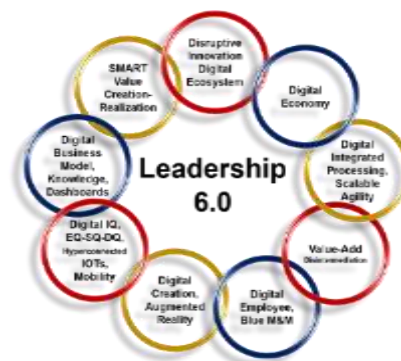 Disruptive
Innovation
Digital
Ecosystem
Digital
Economy
Digital
Integrated
Processing,
Scalable
Agility
Value-Add
Disintermediation
Digital
Employee,
Blue M&M
Digital
Creation,
Augmented
Reality
Digital IQ,
EQ-SQ-DQ,
Hyperconnected
IOTs,
Mobility
Digital
Business
Model,
Knowledge,
Dashboards
SMART
Value
Creation-
Realization
Leadership
6.0